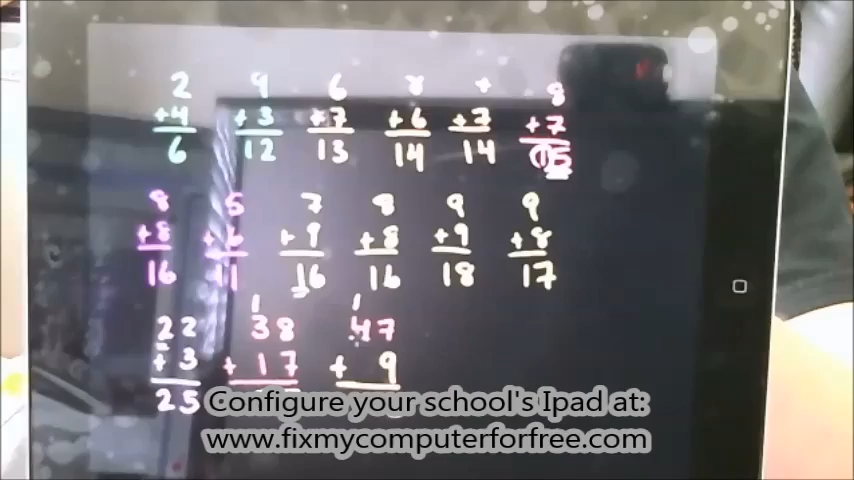 2 9 6 8 + 8
+4 +3 +7 +6 +7 +7
6 12 13 14 14 15
8 5 7 8 9 9
+8 +6 +9 +8 +9 +8
16 11 16 16 18 17
1 1
22 38 47
+ 3 + 17 + 9
25
Configure your school's Ipad at:
www.fixmycomputerforfree.com